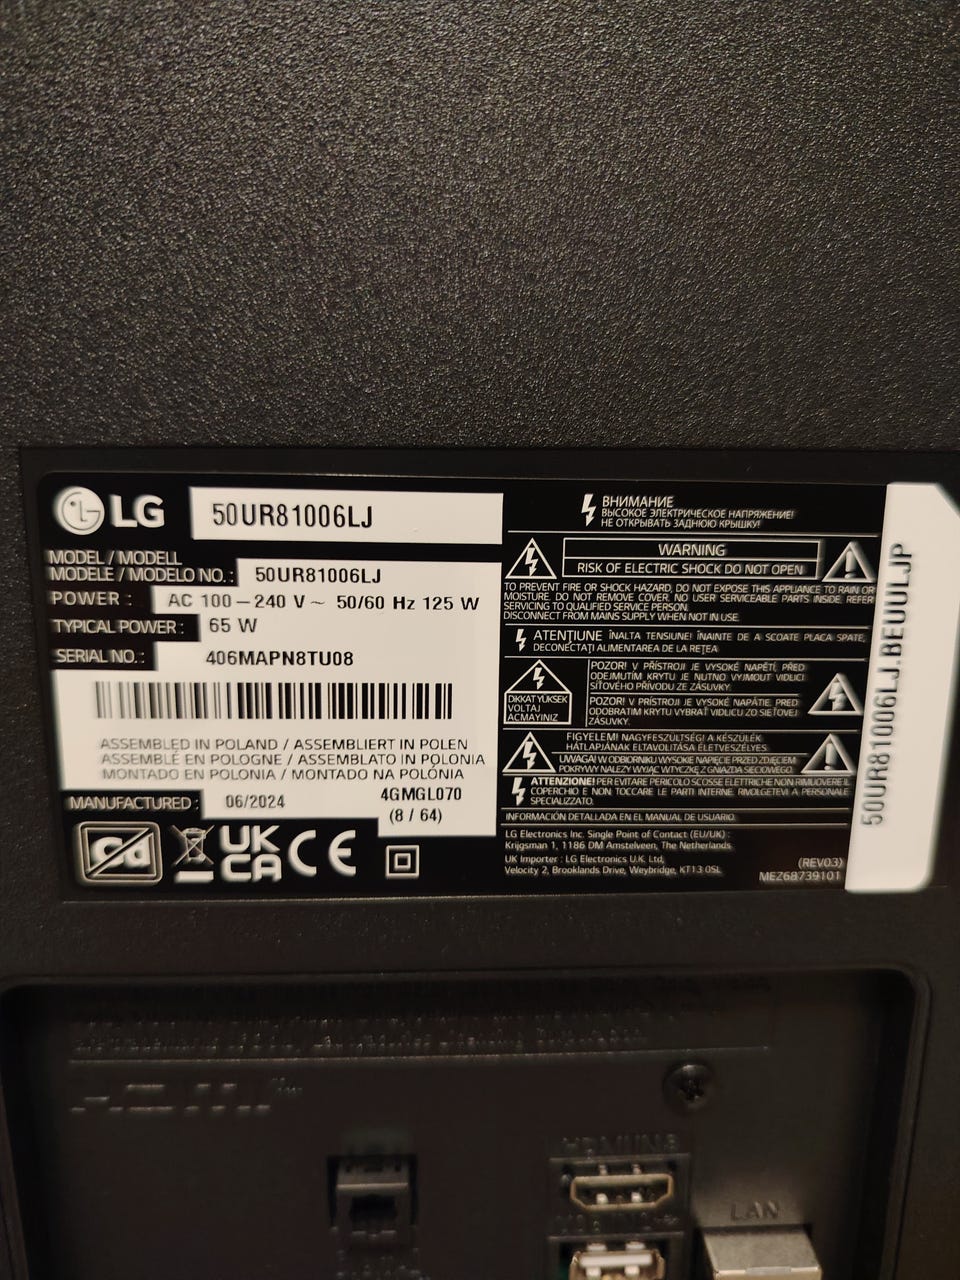 LG
50UR81006LJ
MODEL / MODELL
MODELE / MODELO NO. : 50UR81006LJ
POWER : AC 100 – 240 V ~ 50/60 Hz 125 W
TYPICAL POWER : 65 W
SERIAL NO. : 406MAPN8TU08
ASSEMBLED IN POLAND / ASSEMBLIERT IN POLEN
ASSEMBLÉ EN POLOGNE / ASSEMBLATO IN POLONIA
MONTADO EN POLONIA / MONTADO NA POLÓNIA
MANUFACTURED : 06/2024
4GMGL070
(8 / 64)
Cd
UK
CA
CE
ВНИМАНИЕ
ВЫСОКОЕ ЭЛЕКТРИЧЕСКОЕ НАПРЯЖЕНИЕ!
НЕ ОТКРЫВАТЬ ЗАДНЮЮ КРЫШКУ!
WARNING
RISK OF ELECTRIC SHOCK DO NOT OPEN
TO PREVENT FIRE OR SHOCK HAZARD, DO NOT EXPOSE THIS APPLIANCE TO RAIN OR
MOISTURE. DO NOT REMOVE COVER. NO USER SERVICEABLE PARTS INSIDE. REFER
SERVICING TO QUALIFIED SERVICE PERSON.
DISCONNECT FROM MAINS SUPPLY WHEN NOT IN USE.
ATENŢIUNE ÎNALTA TENSIUNE! ÎNAINTE DE A SCOATE PLACA SPATE,
DECONECTAŢI ALIMENTAREA DE LA REŢEA
DIKKAT YÜKSEK
VOLTAJ
AÇMAYINIZ
POZOR! V PŘÍSTROJI JE VYSOKÉ NAPĚTÍ, PŘED
ODEJMUTÍM KRYTU JE NUTNO VYJMOUT VIDLICI
SÍŤOVÉHO PŘÍVODU ZE ZÁSUVKY.
POZOR! V PRÍSTROJI JE VYSOKÉ NAPÄTIE. PRED
ODOBRATIM KRYTU VYBRAŤ VIDLICU ZO SIEŤOVEJ
ZÁSUVKY.
FIGYELEM! NAGYFESZÜLTSÉG! A KÉSZÜLÉK
HÁTLAPJÁNAK ELTÁVOLÍTÁSA ÉLETVESZÉLYES.
UWAGA! W ODBIORNIKU WYSOKIE NAPIĘCIE PRZED ZDJĘCIEM
POKRYWY NALEŻY WYJĄĆ WTYCZKĘ Z GNIAZDA SIECIOWEGO.
ATTENZIONE! PER EVITARE PERICOLO SCOSSE ELETTRICHE NON RIMUOVERE IL
COPERCHIO E NON TOCCARE LE PARTI INTERNE. RIVOLGETEVI A PERSONALE
SPECIALIZZATO.
INFORMACIÓN DETALLADA EN EL MANUAL DE USUARIO.
LG Electronics Inc. Single Point of Contact (EU/UK) :
Krijgsman 1, 1186 DM Amstelveen, The Netherlands
UK Importer : LG Electronics U.K. Ltd,
Velocity 2, Brooklands Drive, Weybridge, KT13 0SL
(REV03)
MEZ68739101
50UR81006LJ.BEUULJP
HDMI
LAN